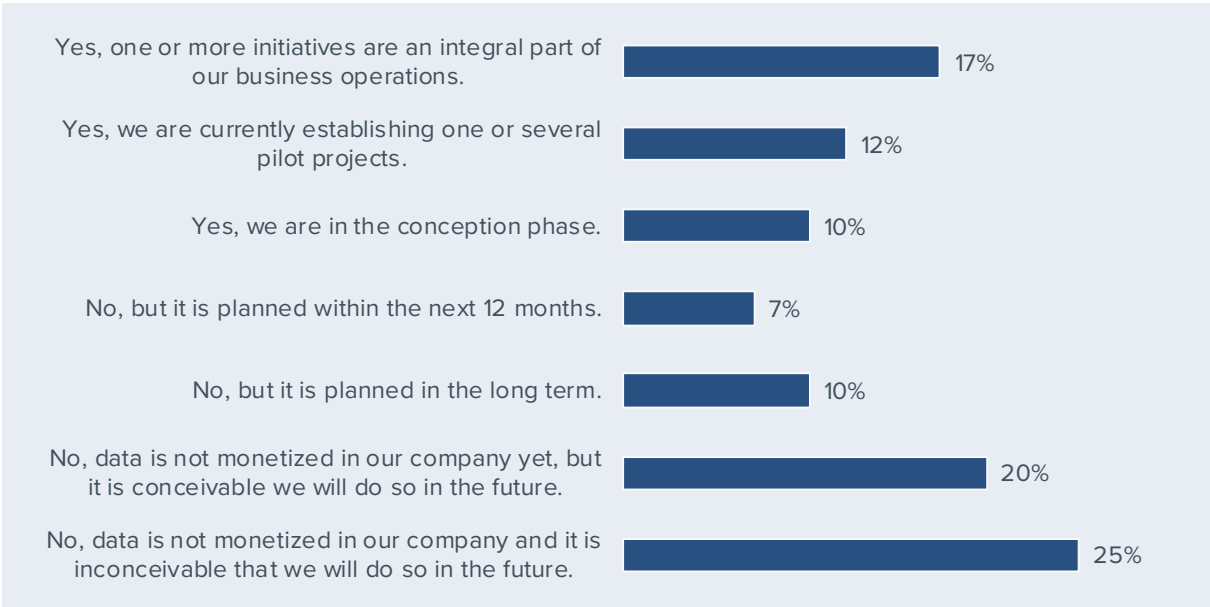 Yes, one or more initiatives are an integral part of
our business operations.
17%
Yes, we are currently establishing one or several
pilot projects.
12%
Yes, we are in the conception phase.
10%
No, but it is planned within the next 12 months.
7%
No, but it is planned in the long term.
10%
No, data is not monetized in our company yet, but
it is conceivable we will do so in the future.
20%
No, data is not monetized in our company and it is
inconceivable that we will do so in the future.
25%